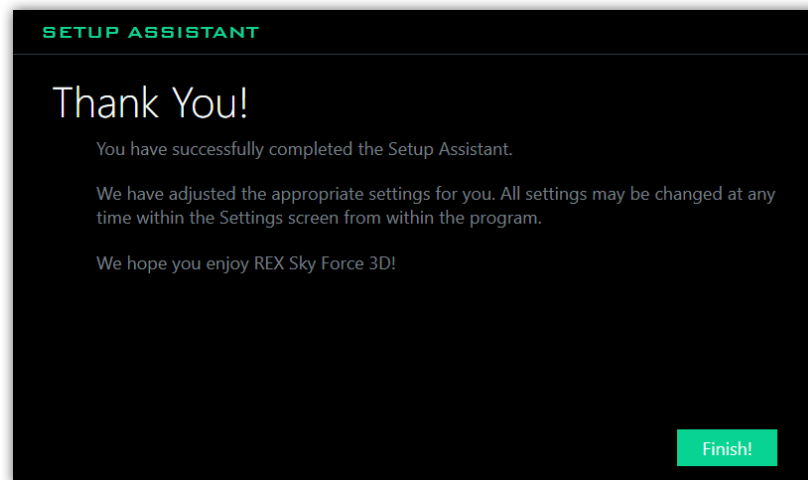 SETUP ASSISTANT
Thank You!
You have successfully completed the Setup Assistant.
We have adjusted the appropriate settings for you. All settings may be changed at any
time within the Settings screen from within the program.
We hope you enjoy REX Sky Force 3D!
Finish!